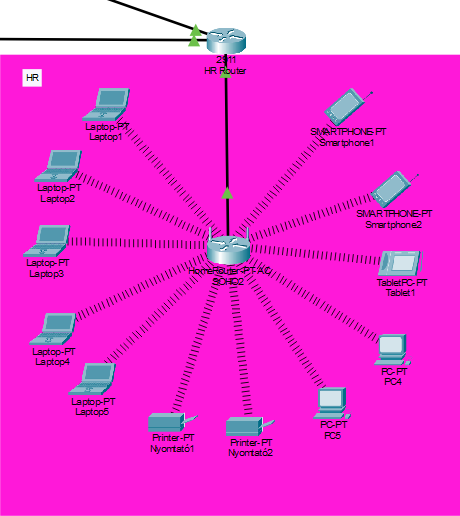 2911
HR Router
HR
Laptop-PT
Laptop1
SMARTPHONE-PT
Smartphone1
Laptop-PT
Laptop2
SMARTPHONE-PT
Smartphone2
Laptop-PT
Laptop3
HomeRouter-PT-AC
SOHO2
TabletPC-PT
Tablet1
Laptop-PT
Laptop4
PC-PT
PC4
Laptop-PT
Laptop5
PC-PT
PC5
Printer-PT
Nyomtató1
Printer-PT
Nyomtató2